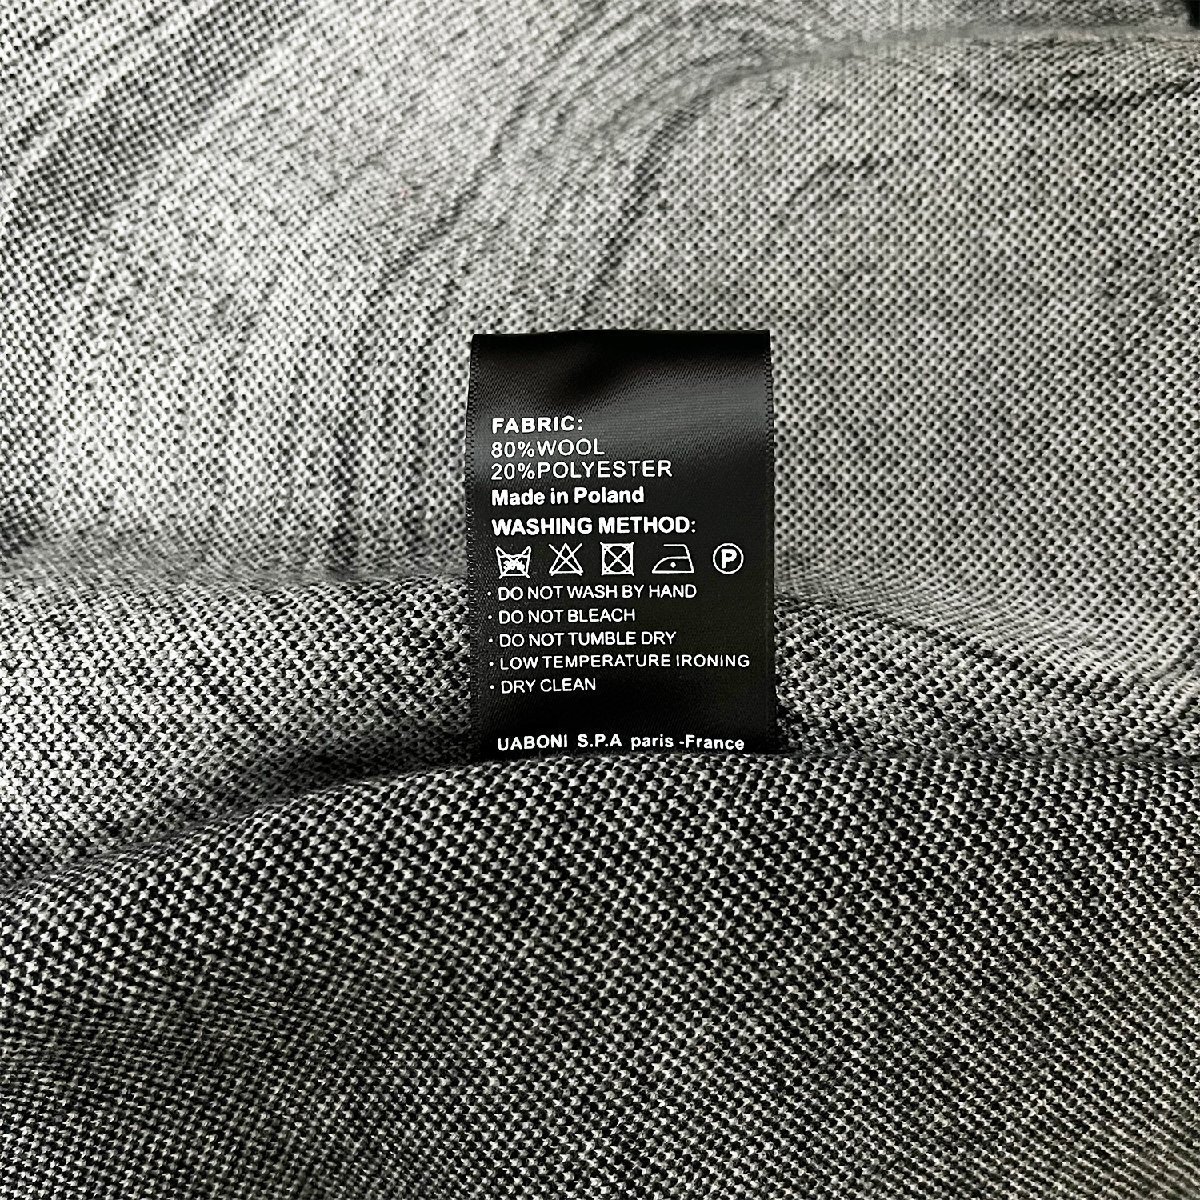 FABRIC:
80%WOOL
20%POLYESTER
Made in Poland
WASHING METHOD:
P
· DO NOT WASH BY HAND
· DO NOT BLEACH
· DO NOT TUMBLE DRY
· LOW TEMPERATURE IRONING
· DRY CLEAN
UABONI S.P.A paris -France